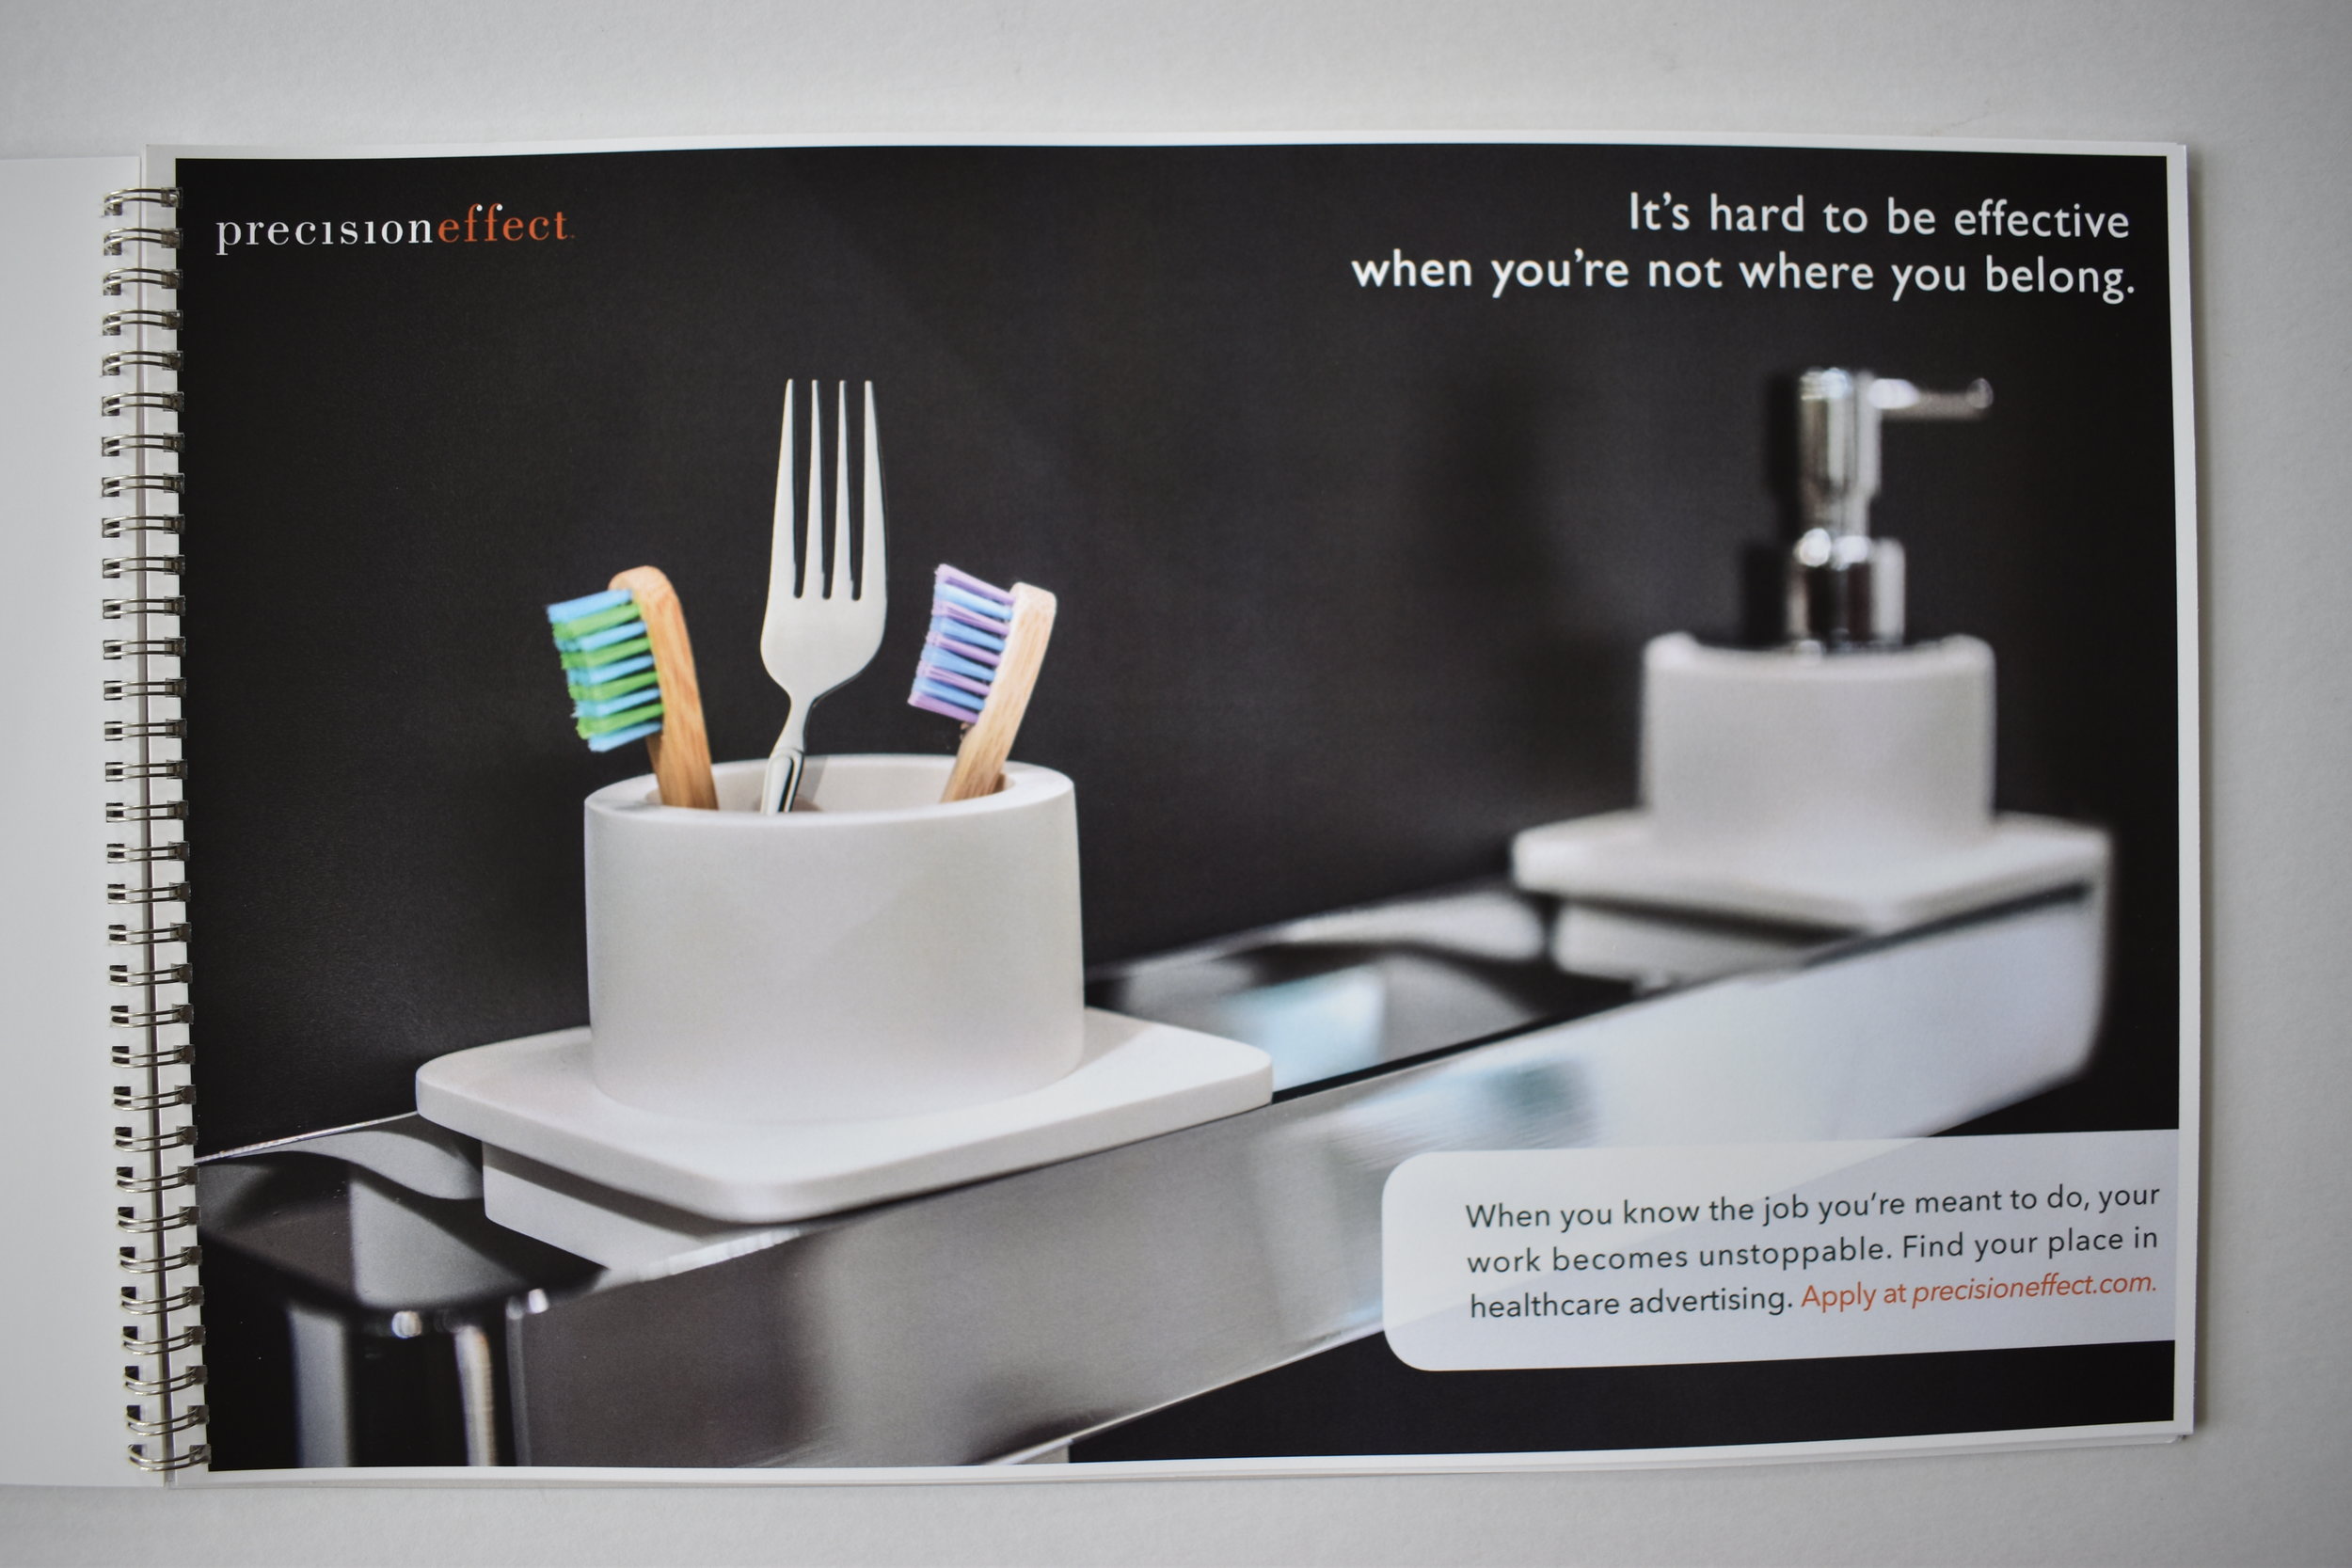 precisioneffect.
It's hard to be effective
when you're not where you belong.
When you know the job you're meant to do, your
work becomes unstoppable. Find your place in
healthcare advertising. Apply at precisioneffect.com.